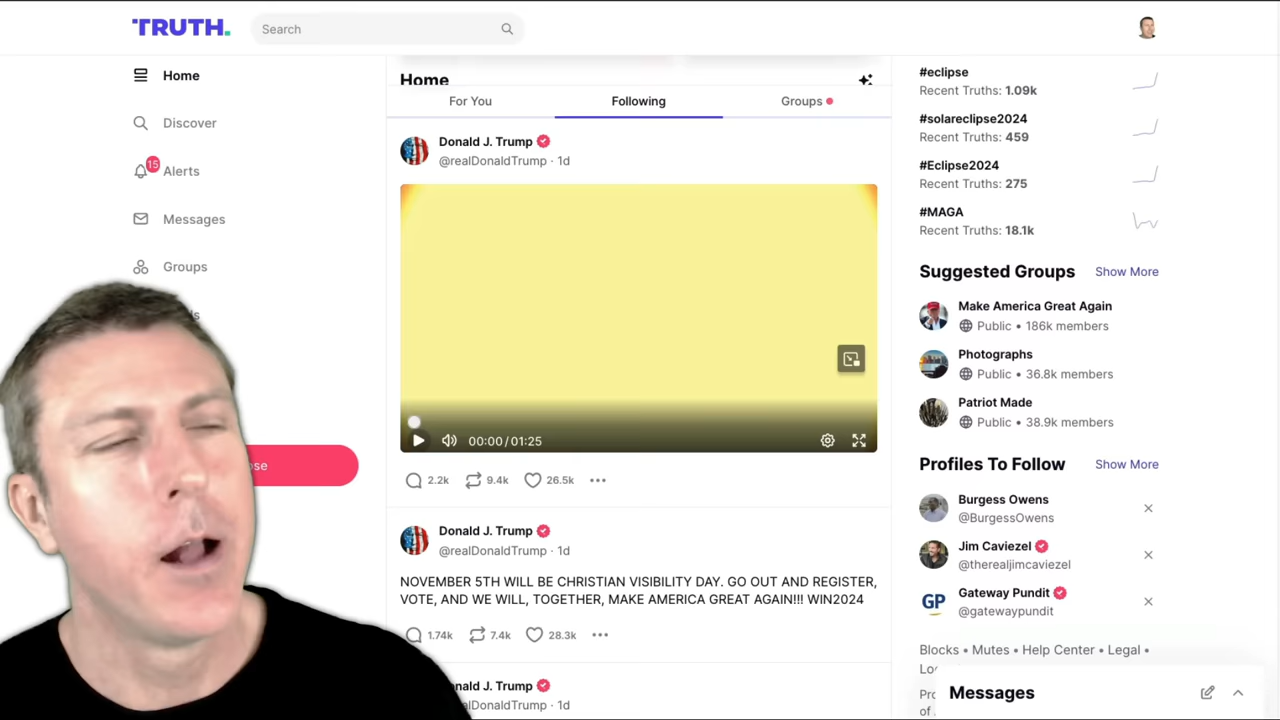 TRUTH.
Search
Home
Discover
15
Alerts
Messages
Groups
Home
For You
Following
Groups
Donald J. Trump
@realDonaldTrump · 1d
00:00/01:25
2.2k
9.4k
26.5k
Donald J. Trump
@realDonaldTrump · 1d
NOVEMBER 5TH WILL BE CHRISTIAN VISIBILITY DAY. GO OUT AND REGISTER,
VOTE, AND WE WILL, TOGETHER, MAKE AMERICA GREAT AGAIN!!! WIN2024
1.74k
7.4k
28.3k
nald J. Trump
ealDonaldTrump · 1d
#eclipse
Recent Truths: 1.09k
#solareclipse2024
Recent Truths: 459
#Eclipse2024
Recent Truths: 275
#MAGA
Recent Truths: 18.1k
Suggested Groups
Show More
Make America Great Again
Public • 186k members
Photographs
Public • 36.8k members
Patriot Made
Public • 38.9k members
Profiles To Follow
Show More
Burgess Owens
@BurgessOwens
Jim Caviezel
@therealjimcaviezel
GP
Gateway Pundit
@gatewaypundit
Blocks • Mutes • Help Center • Legal •
Messages
of